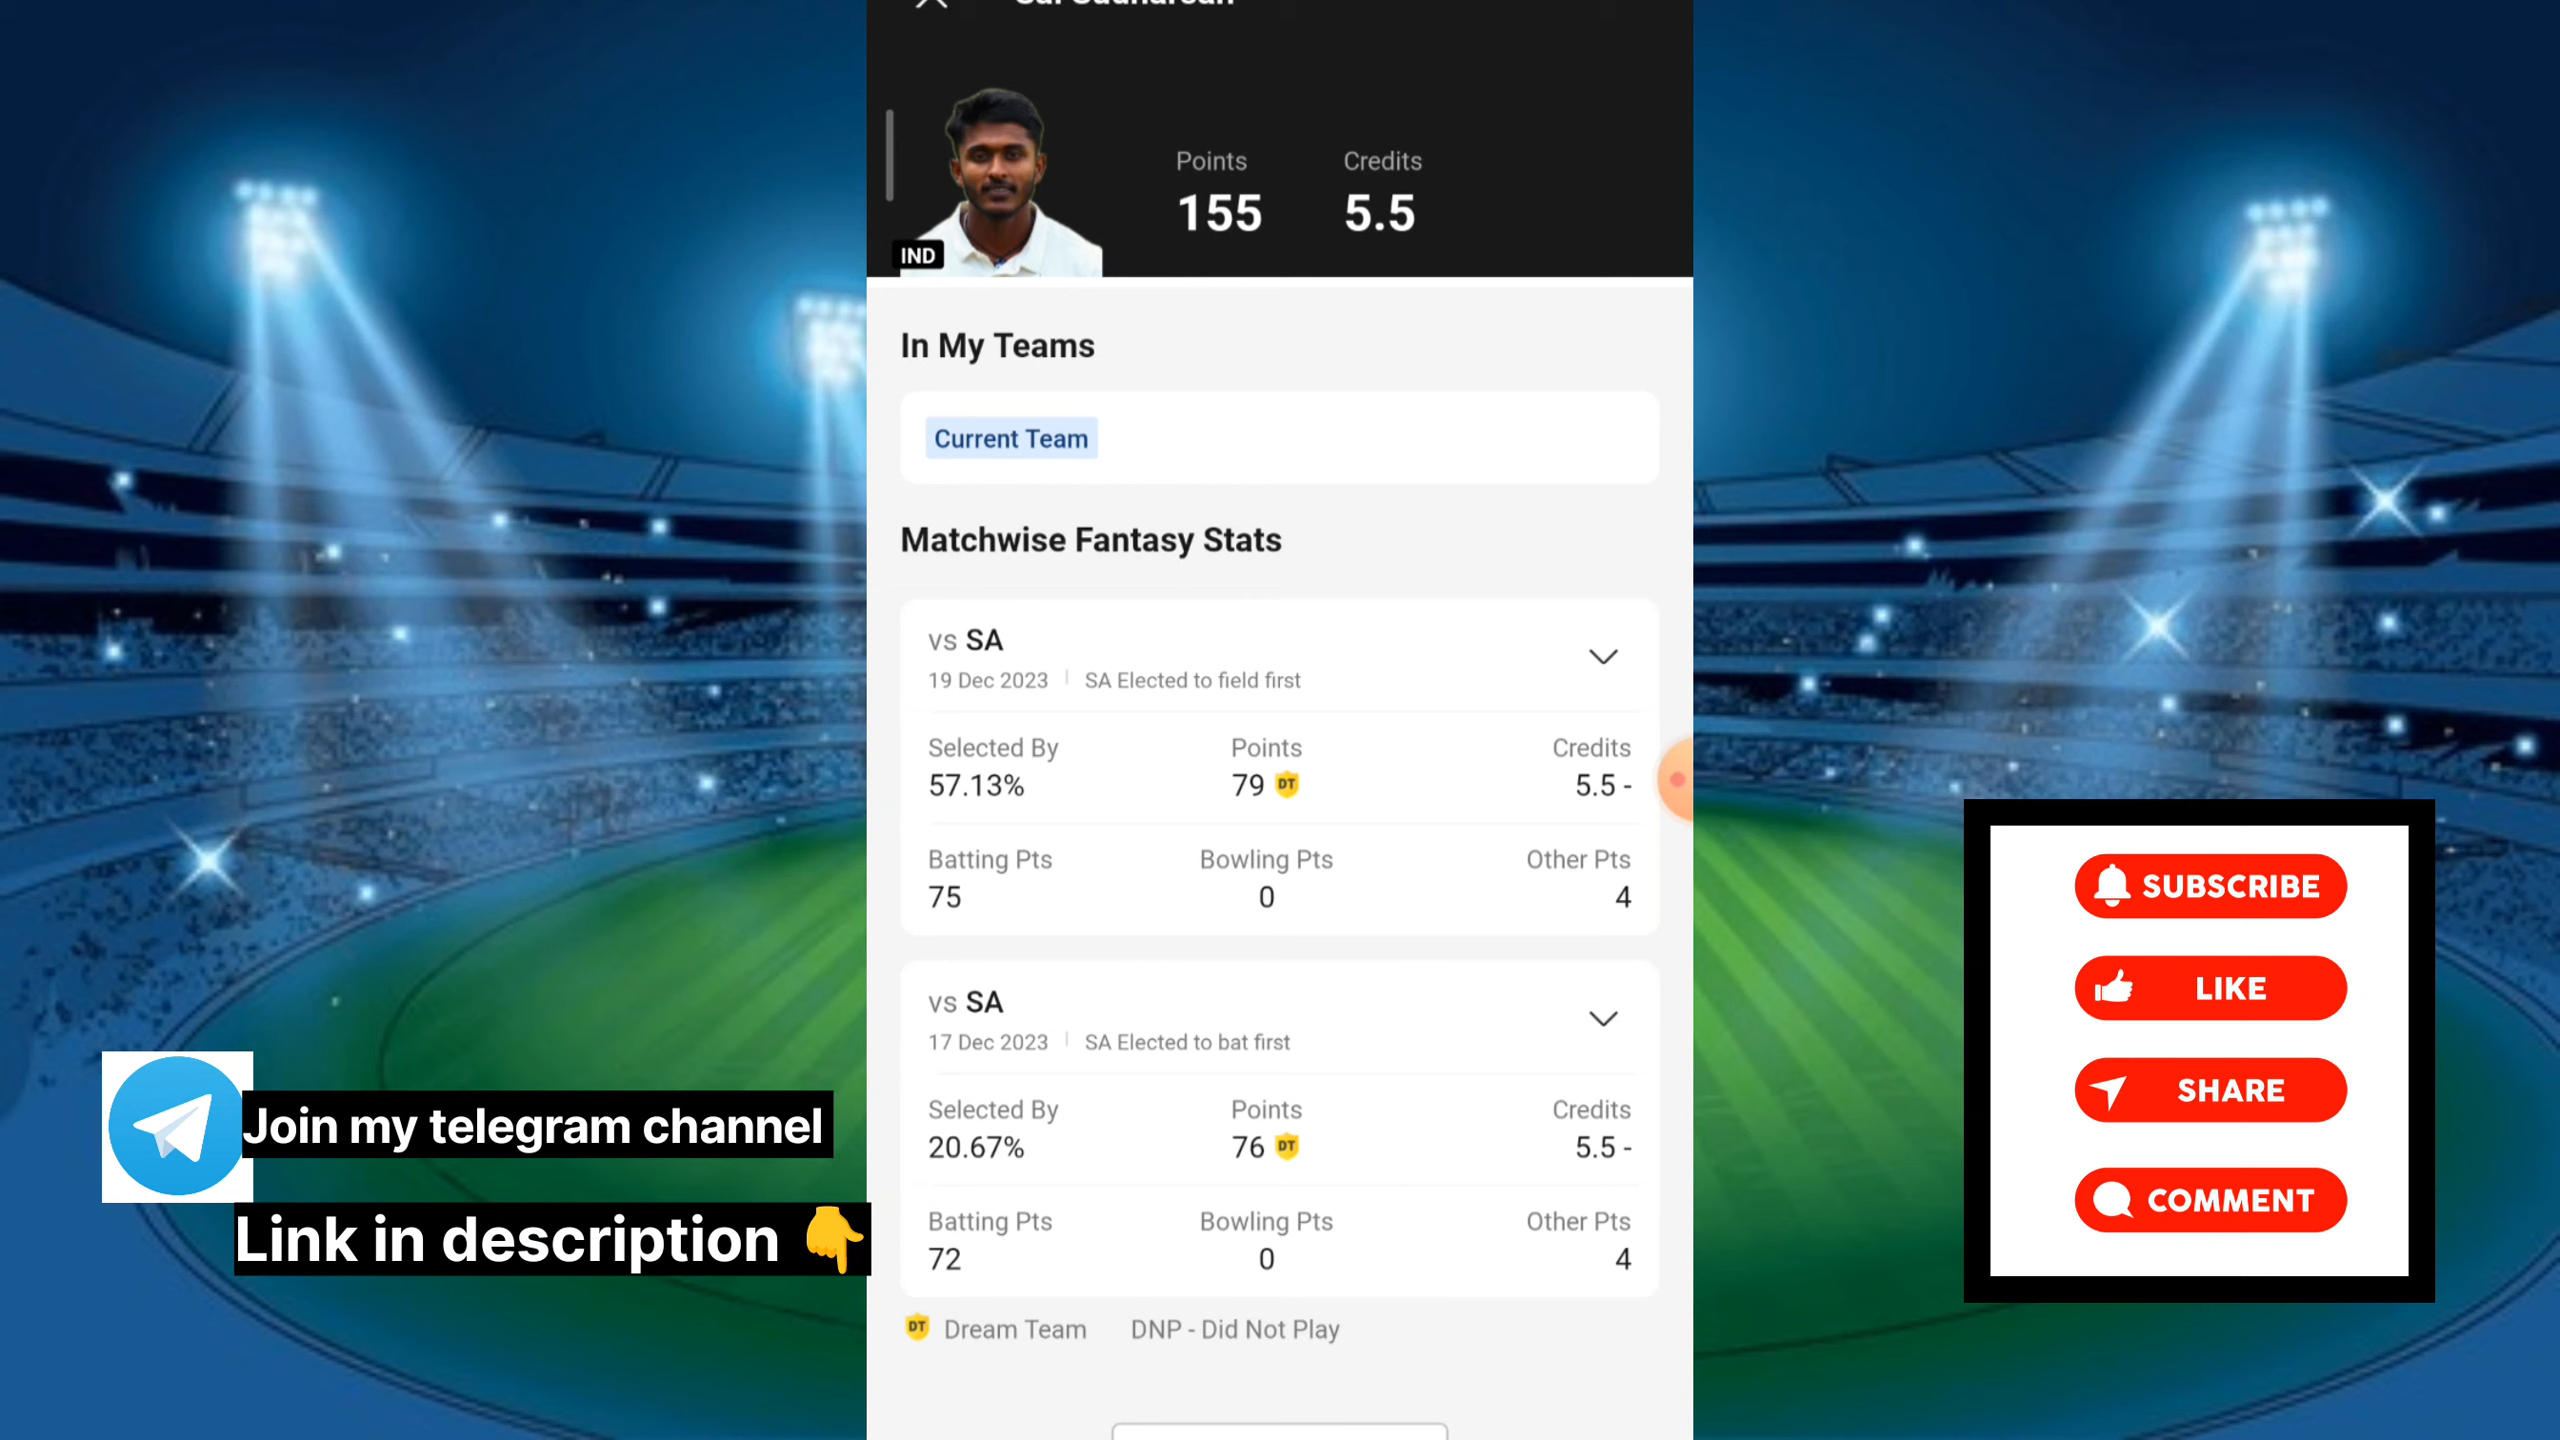 Sai Sudharsan
Points
Credits
155
5.5
IND
In My Teams
Current Team
Matchwise Fantasy Stats
vs SA
19 Dec 2023 | SA Elected to field first
Selected By
Points
Credits
57.13%
79 DT
5.5 -
Batting Pts
Bowling Pts
Other Pts
75
0
4
vs SA
17 Dec 2023 | SA Elected to bat first
Selected By
Points
Credits
20.67%
76 DT
5.5 -
Batting Pts
Bowling Pts
Other Pts
72
0
4
DT Dream Team
DNP - Did Not Play
Join my telegram channel
Link in description 👇
SUBSCRIBE
LIKE
SHARE
COMMENT